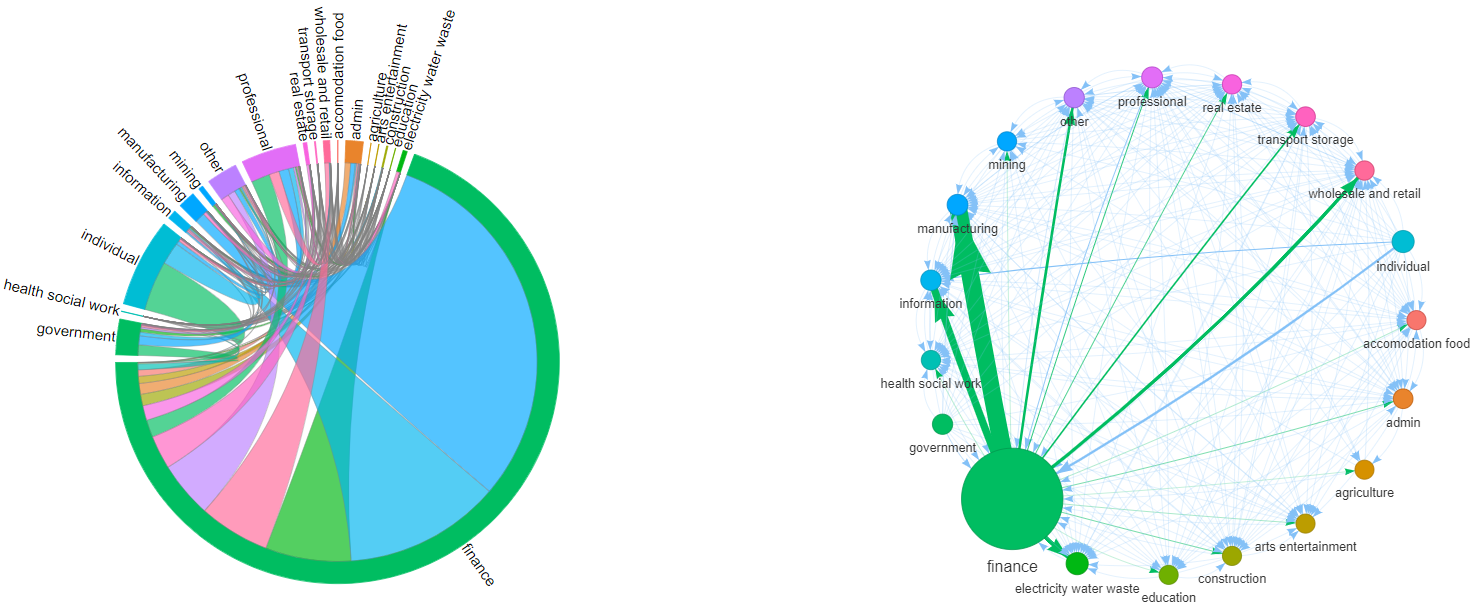 electricity water waste
education
construction
arts entertainment
agriculture
admin
accomodation food
wholesale and retail
transport storage
real estate
professional
other
mining
manufacturing
information
individual
health social work
government
finance
professional
real estate
other
transport storage
mining
wholesale and retail
manufacturing
individual
information
accomodation food
health social work
admin
government
agriculture
arts entertainment
finance
construction
electricity water waste
education